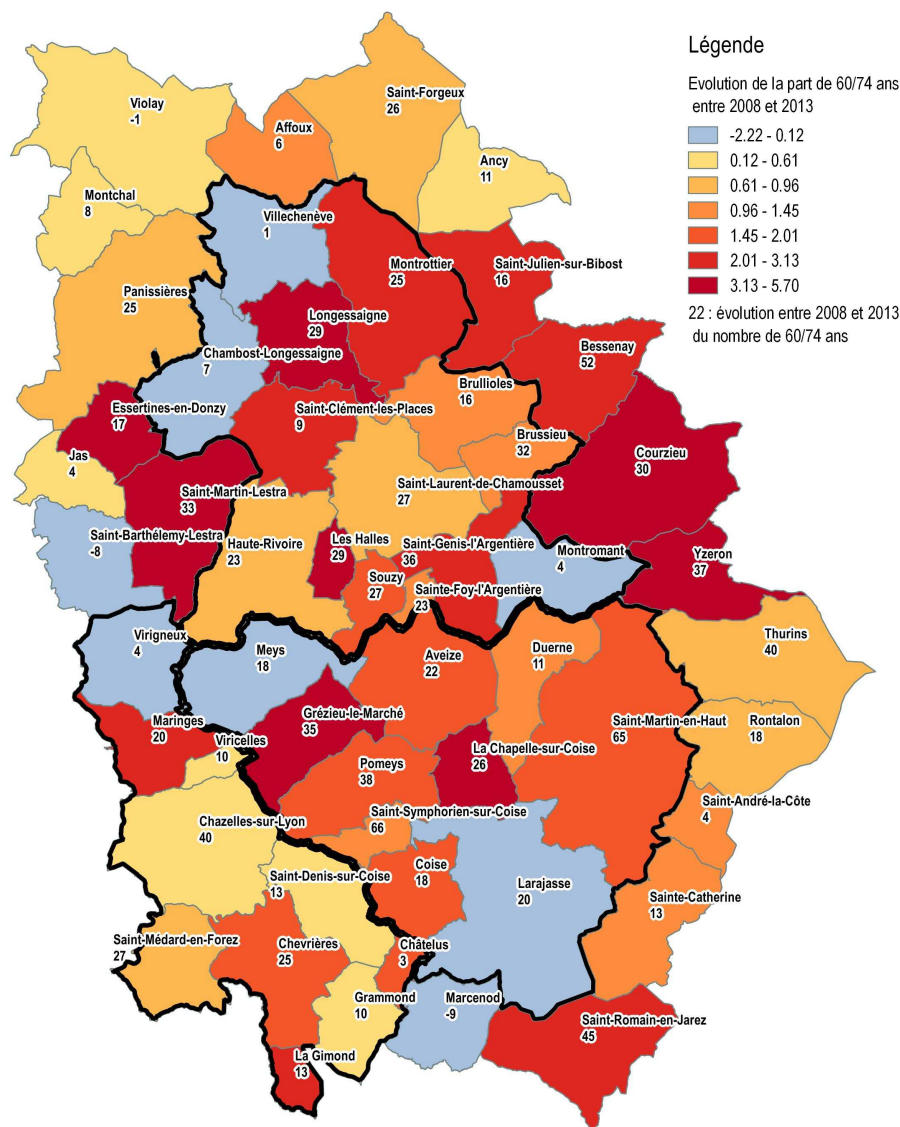 Légende
Evolution de la part de 60/74 ans
entre 2008 et 2013
-2.22 - 0.12
0.12 - 0.61
0.61 - 0.96
0.96 - 1.45
1.45 - 2.01
2.01 - 3.13
3.13 - 5.70
22 : évolution entre 2008 et 2013
du nombre de 60/74 ans
Saint-Forgeux
26
Violay
-1
Affoux
6
Ancy
11
Montchal
8
Villechenève
1
Montrottier
25
Saint-Julien-sur-Bibost
16
Panissières
25
Longessaigne
29
Bessenay
52
Chambost-Longessaigne
7
Brullioles
16
Essertines-en-Donzy
17
Saint-Clément-les-Places
9
Brussieu
32
Courzieu
30
Jas
4
Saint-Laurent-de-Chamousset
27
Saint-Martin-Lestra
33
Saint-Barthélemy-Lestra
-8
Haute-Rivoire
23
Les Halles
29
Saint-Genis-l'Argentière
36
Montromant
4
Yzeron
37
Souzy
27
Sainte-Foy-l'Argentière
23
Virigneux
4
Meys
18
Aveize
22
Duerne
11
Thurins
40
Maringes
20
Grézieu-le-Marché
35
Saint-Martin-en-Haut
65
Rontalon
18
Viricelles
10
La Chapelle-sur-Coise
26
Pomeys
38
Saint-André-la-Côte
4
Chazelles-sur-Lyon
40
Saint-Symphorien-sur-Coise
66
Coise
18
Saint-Denis-sur-Coise
13
Larajasse
20
Sainte-Catherine
13
Saint-Médard-en-Forez
27
Chevrières
25
Châtelus
3
Grammond
10
Marcenod
-9
Saint-Romain-en-Jarez
45
La Gimond
13